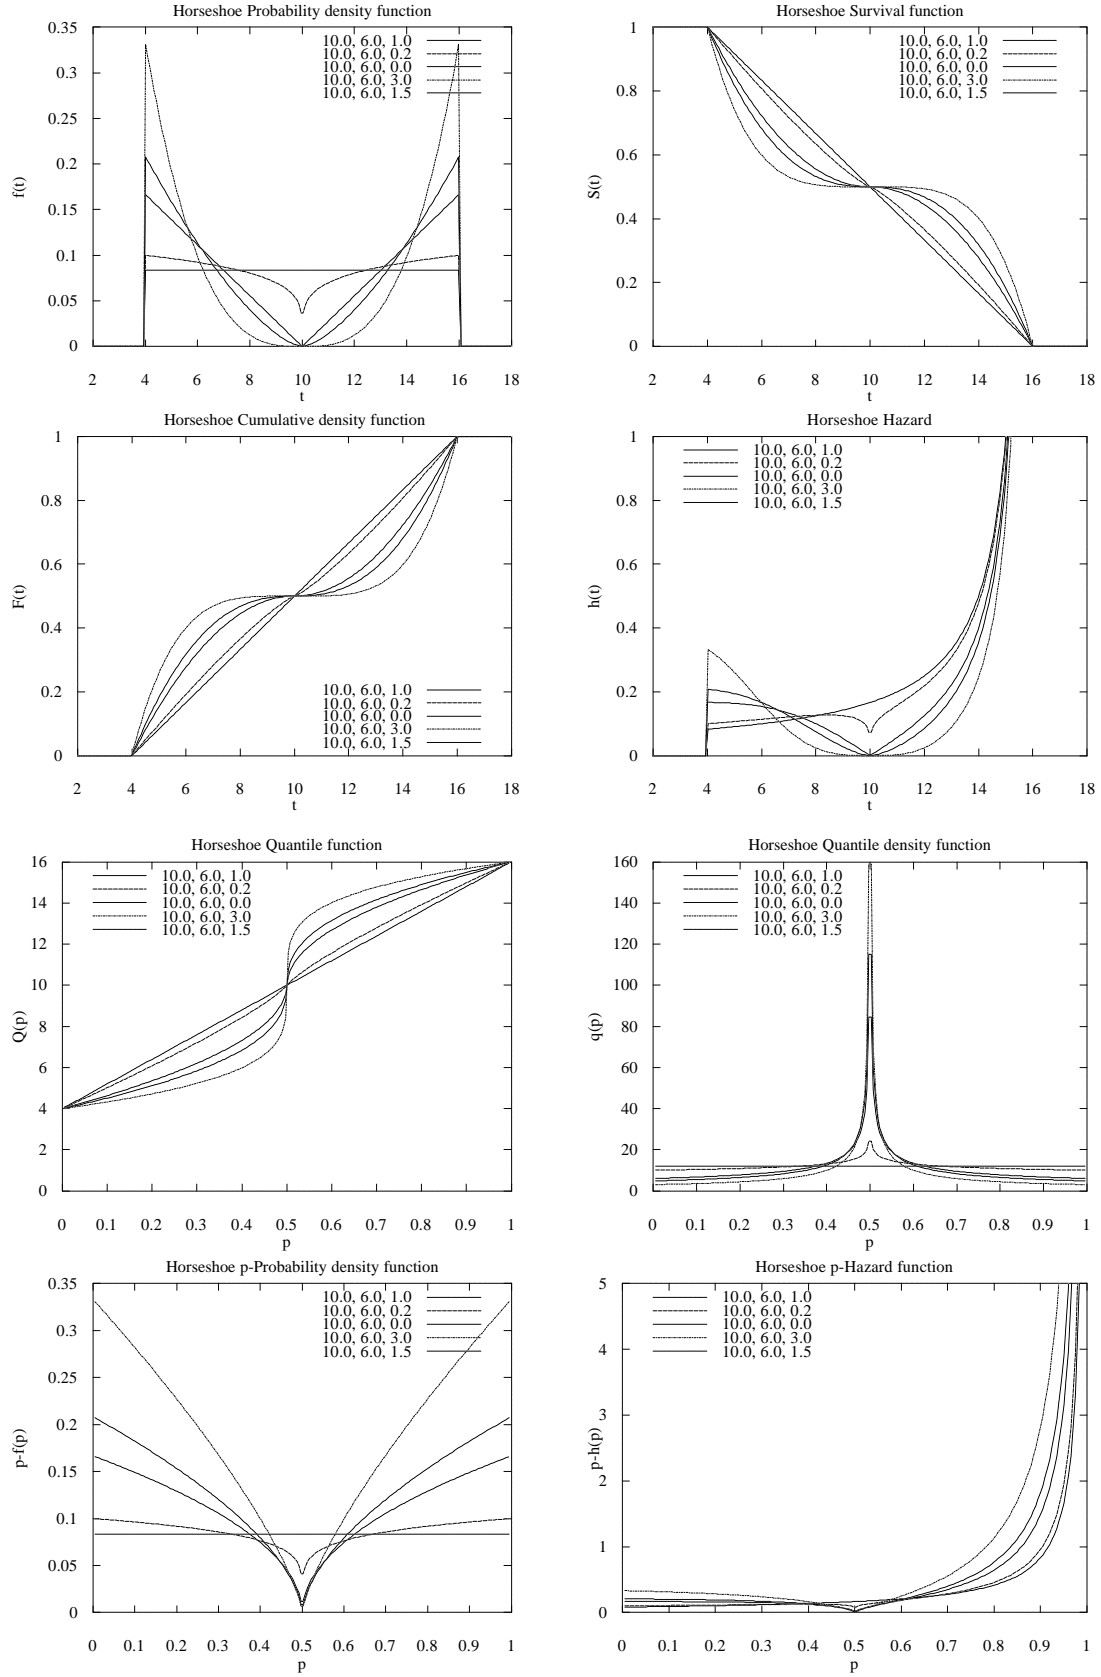 Horseshoe Probability density function
0.35
0.3
0.25
0.2
0.15
0.1
0.05
0
f(t)
10.0, 6.0, 1.0
10.0, 6.0, 0.2
10.0, 6.0, 0.0
10.0, 6.0, 3.0
10.0, 6.0, 1.5
2 4 6 8 10 12 14 16 18
t
Horseshoe Survival function
1
0.8
0.6
0.4
0.2
0
S(t)
10.0, 6.0, 1.0
10.0, 6.0, 0.2
10.0, 6.0, 0.0
10.0, 6.0, 3.0
10.0, 6.0, 1.5
2 4 6 8 10 12 14 16 18
t
Horseshoe Cumulative density function
1
0.8
0.6
0.4
0.2
0
F(t)
10.0, 6.0, 1.0
10.0, 6.0, 0.2
10.0, 6.0, 0.0
10.0, 6.0, 3.0
10.0, 6.0, 1.5
2 4 6 8 10 12 14 16 18
t
Horseshoe Hazard
1
0.8
0.6
0.4
0.2
0
h(t)
10.0, 6.0, 1.0
10.0, 6.0, 0.2
10.0, 6.0, 0.0
10.0, 6.0, 3.0
10.0, 6.0, 1.5
2 4 6 8 10 12 14 16 18
t
Horseshoe Quantile function
16
14
12
10
8
6
4
2
0
Q(p)
10.0, 6.0, 1.0
10.0, 6.0, 0.2
10.0, 6.0, 0.0
10.0, 6.0, 3.0
10.0, 6.0, 1.5
0 0.1 0.2 0.3 0.4 0.5 0.6 0.7 0.8 0.9 1
p
Horseshoe Quantile density function
160
140
120
100
80
60
40
20
0
q(p)
10.0, 6.0, 1.0
10.0, 6.0, 0.2
10.0, 6.0, 0.0
10.0, 6.0, 3.0
10.0, 6.0, 1.5
0 0.1 0.2 0.3 0.4 0.5 0.6 0.7 0.8 0.9 1
p
Horseshoe p-Probability density function
0.35
0.3
0.25
0.2
0.15
0.1
0.05
0
p-f(p)
10.0, 6.0, 1.0
10.0, 6.0, 0.2
10.0, 6.0, 0.0
10.0, 6.0, 3.0
10.0, 6.0, 1.5
0 0.1 0.2 0.3 0.4 0.5 0.6 0.7 0.8 0.9 1
p
Horseshoe p-Hazard function
5
4
3
2
1
0
p-h(p)
10.0, 6.0, 1.0
10.0, 6.0, 0.2
10.0, 6.0, 0.0
10.0, 6.0, 3.0
10.0, 6.0, 1.5
0 0.1 0.2 0.3 0.4 0.5 0.6 0.7 0.8 0.9 1
p